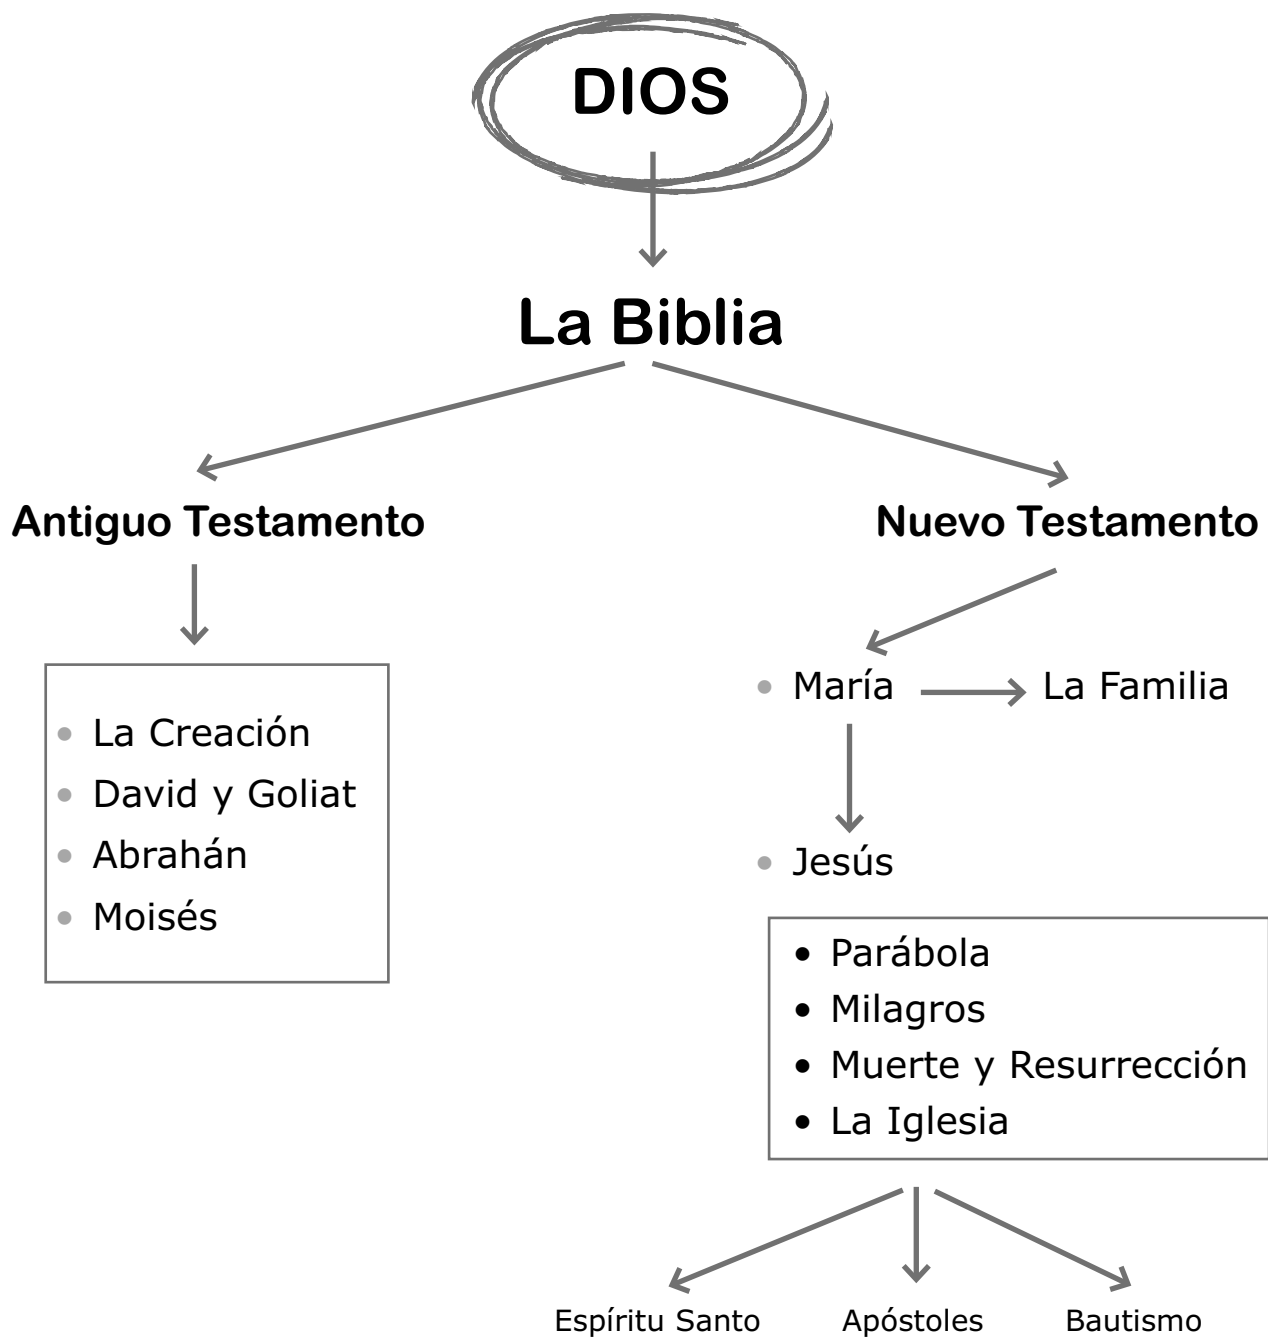 DIOS
La Biblia
Antiguo Testamento
Nuevo Testamento
• La Creación
• David y Goliat
• Abrahán
• Moisés
• María
La Familia
• Jesús
• Parábola
• Milagros
• Muerte y Resurrección
• La Iglesia
Espíritu Santo
Apóstoles
Bautismo